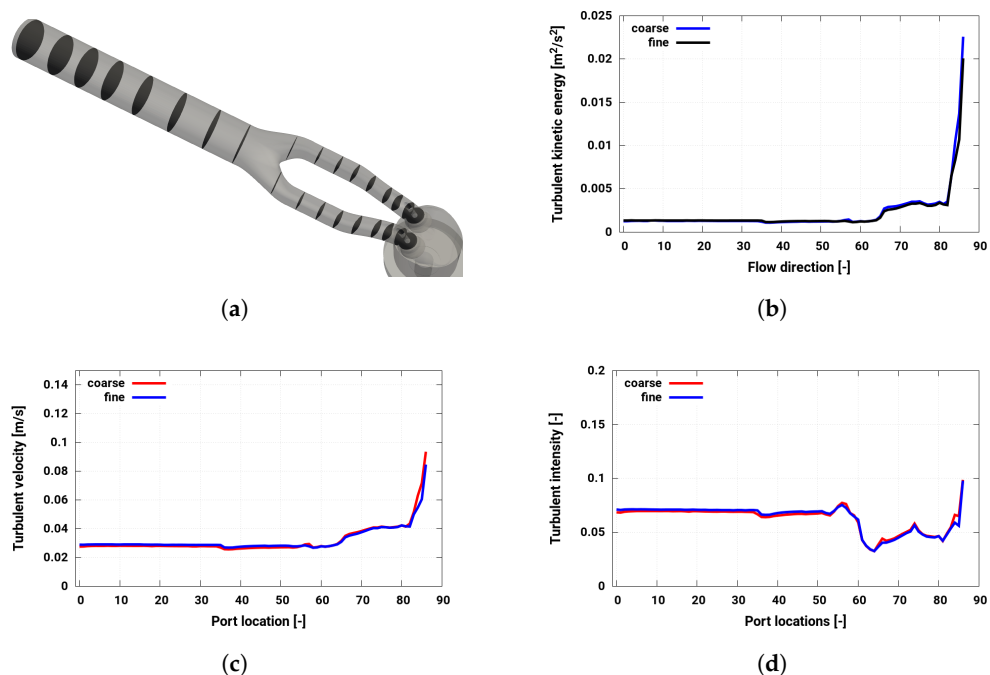 (a)
0.025
0.02
0.015
0.01
0.005
0
0 10 20 30 40 50 60 70 80 90
Turbulent kinetic energy [m²/s²]
Flow direction [-]
coarse
fine
(b)
0.14
0.12
0.1
0.08
0.06
0.04
0.02
0
0 10 20 30 40 50 60 70 80 90
Turbulent velocity [m/s]
Port location [-]
coarse
fine
(c)
0.2
0.15
0.1
0.05
0
0 10 20 30 40 50 60 70 80 90
Turbulent intensity [-]
Port locations [-]
coarse
fine
(d)